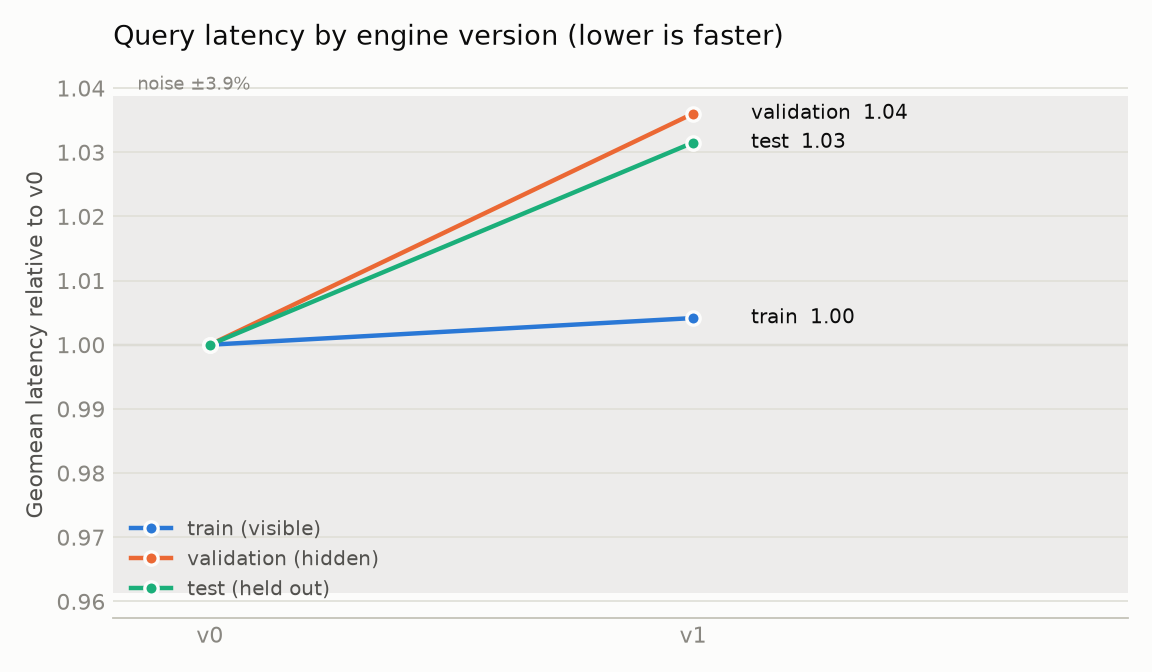 Query latency by engine version (lower is faster)
noise ±3.9%
Geomean latency relative to v0
1.04
1.03
1.02
1.01
1.00
0.99
0.98
0.97
0.96
validation 1.04
test 1.03
train 1.00
train (visible)
validation (hidden)
test (held out)
v0
v1